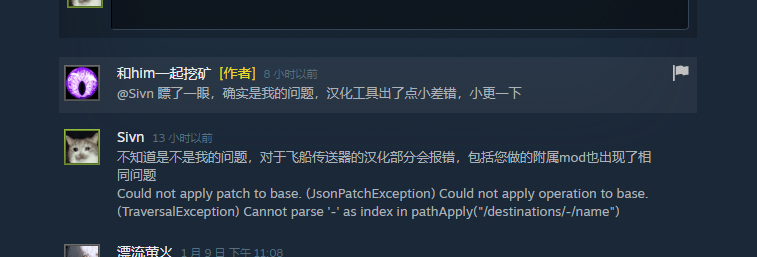 和him一起挖矿 [作者] 8 小时以前
@Sivn 瞟了一眼，确实是我的问题，汉化工具出了点小差错，小更一下
Sivn 13 小时以前
不知道是不是我的问题，对于飞船传送器的汉化部分会报错，包括您做的附属mod也出现了相
同问题
Could not apply patch to base. (JsonPatchException) Could not apply operation to base.
(TraversalException) Cannot parse '-' as index in pathApply("/destinations/-/name")
漂流萤火 1 月 9 日 下午 11:08